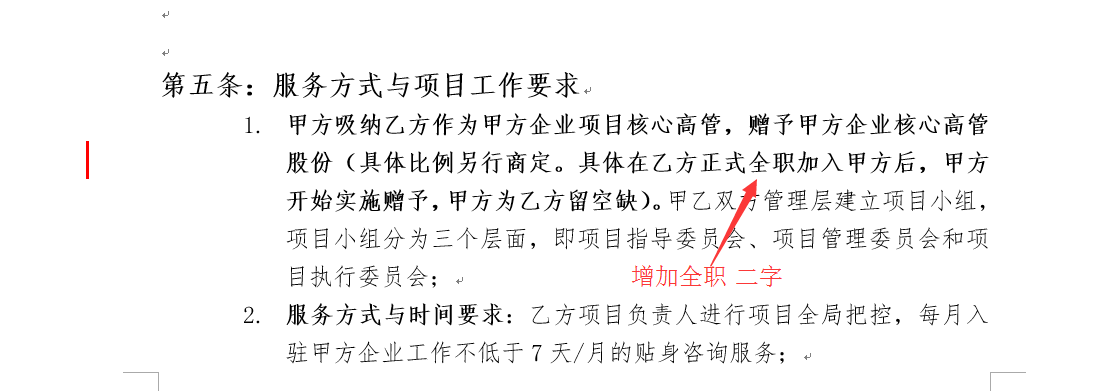 第五条：服务方式与项目工作要求
1. 甲方吸纳乙方作为甲方企业项目核心高管，赠予甲方企业核心高管
股份（具体比例另行商定。具体在乙方正式全职加入甲方后，甲方
开始实施赠予，甲方为乙方留空缺）。甲乙双方管理层建立项目小组，
项目小组分为三个层面，即项目指导委员会、项目管理委员会和项
目执行委员会；
增加全职 二字
2. 服务方式与时间要求：乙方项目负责人进行项目全局把控，每月入
驻甲方企业工作不低于７天/月的贴身咨询服务；